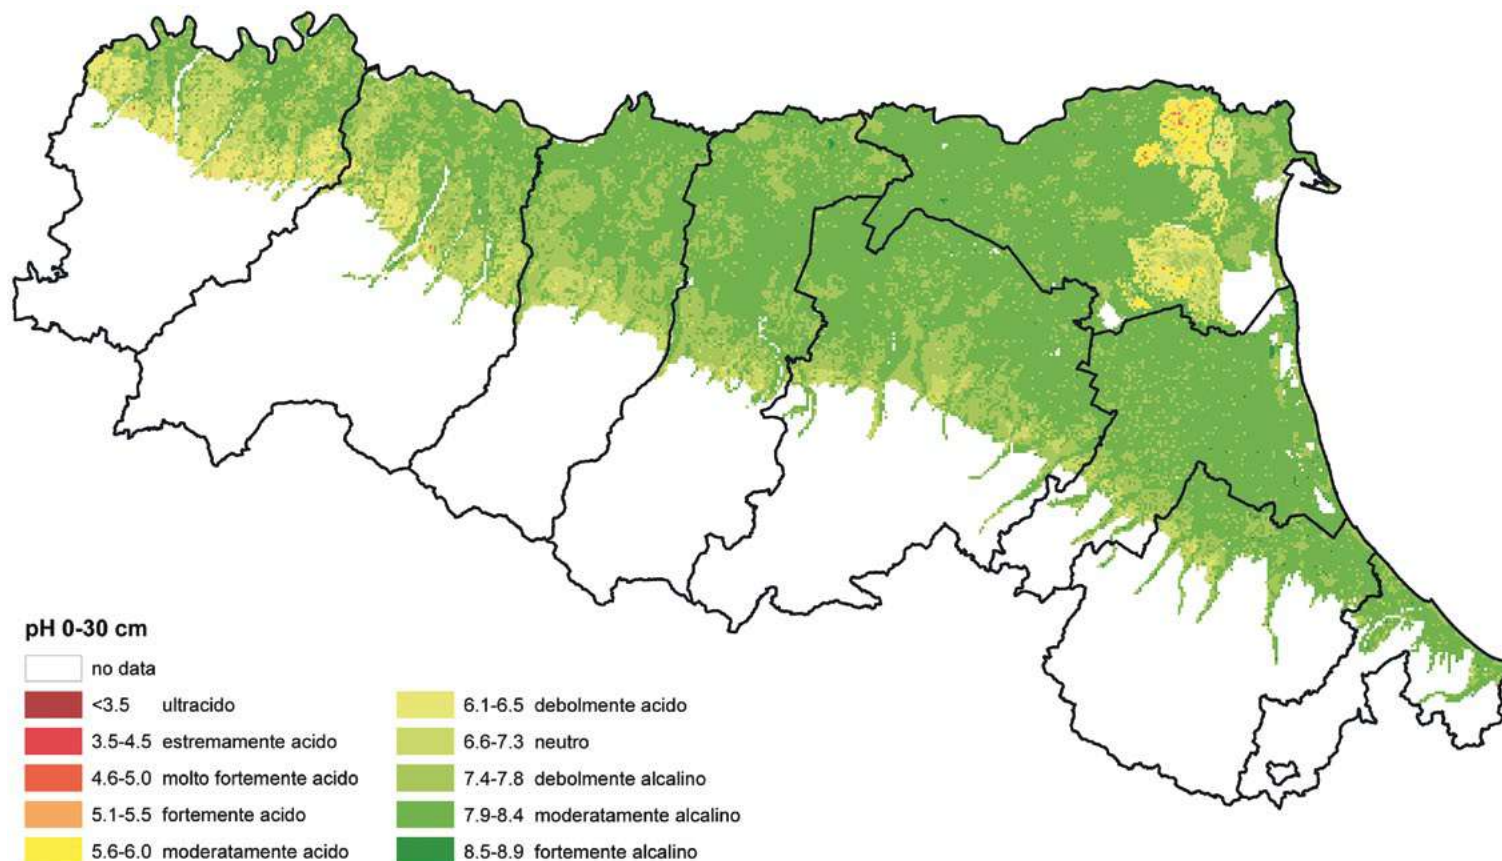 pH 0-30 cm
no data
<3.5 ultracido
3.5-4.5 estremamente acido
4.6-5.0 molto fortemente acido
5.1-5.5 fortemente acido
5.6-6.0 moderatamente acido
6.1-6.5 debolmente acido
6.6-7.3 neutro
7.4-7.8 debolmente alcalino
7.9-8.4 moderatamente alcalino
8.5-8.9 fortemente alcalino